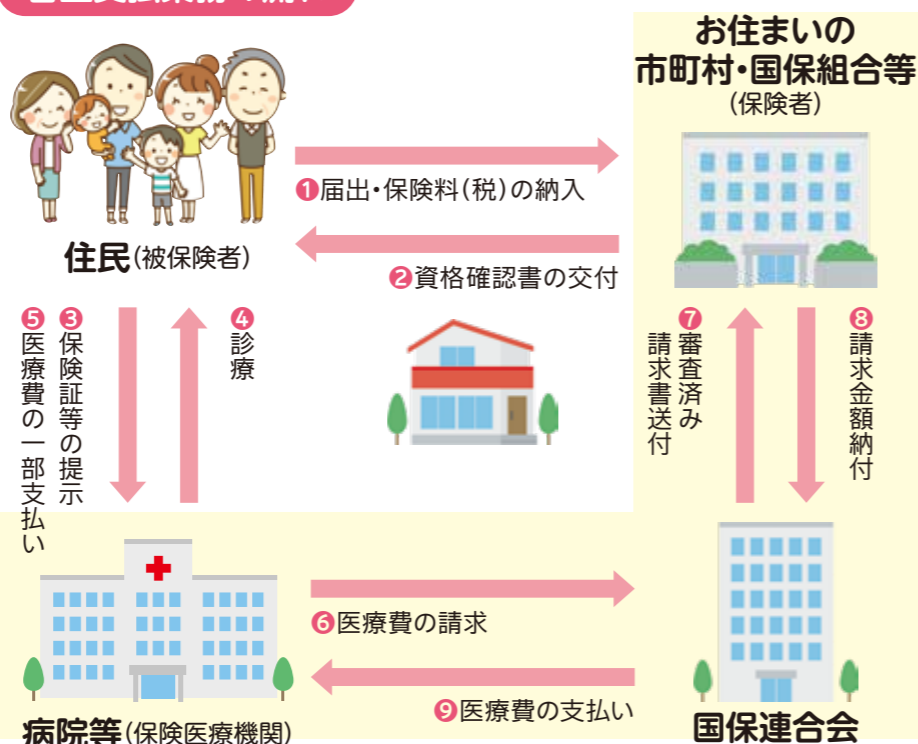 お住まいの
市町村・国保組合等
(保険者)
❶届出・保険料(税)の納入
住民(被保険者)
❷資格確認書の交付
❸保険証等の提示
❺医療費の一部支払い
❹診療
❼審査済み
請求書送付
❽請求金額納付
❻医療費の請求
❾医療費の支払い
病院等(保険医療機関)
国保連合会